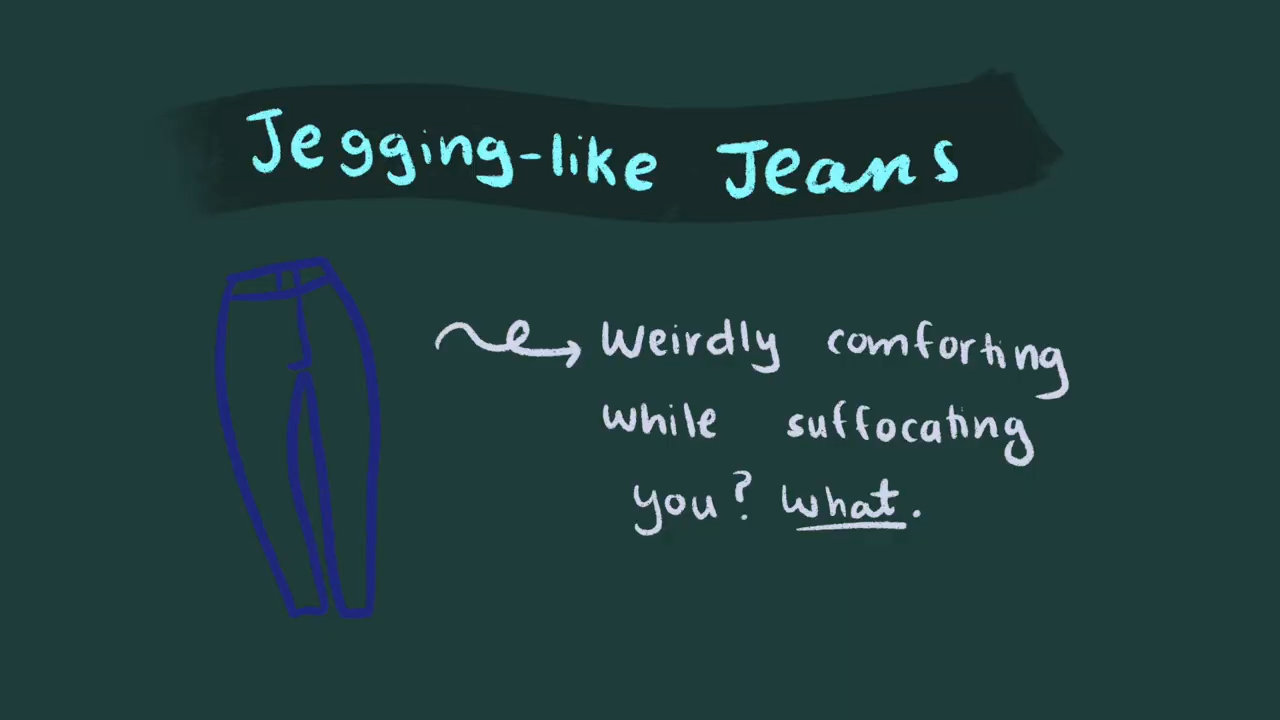 Jegging-like Jeans
Weirdly comforting
while suffocating
you? What.